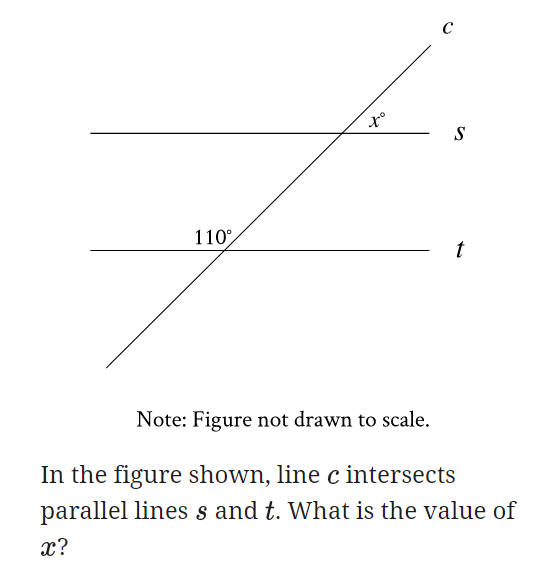 c
x°
s
110°
t
Note: Figure not drawn to scale.
In the figure shown, line c intersects
parallel lines s and t. What is the value of
x?